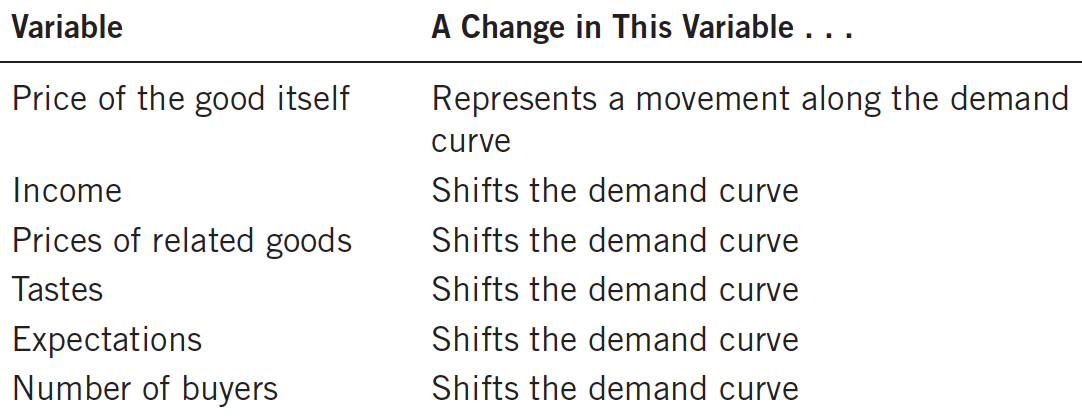 Variable A Change in This Variable . . .
Price of the good itself Represents a movement along the demand
curve
Income Shifts the demand curve
Prices of related goods Shifts the demand curve
Tastes Shifts the demand curve
Expectations Shifts the demand curve
Number of buyers Shifts the demand curve